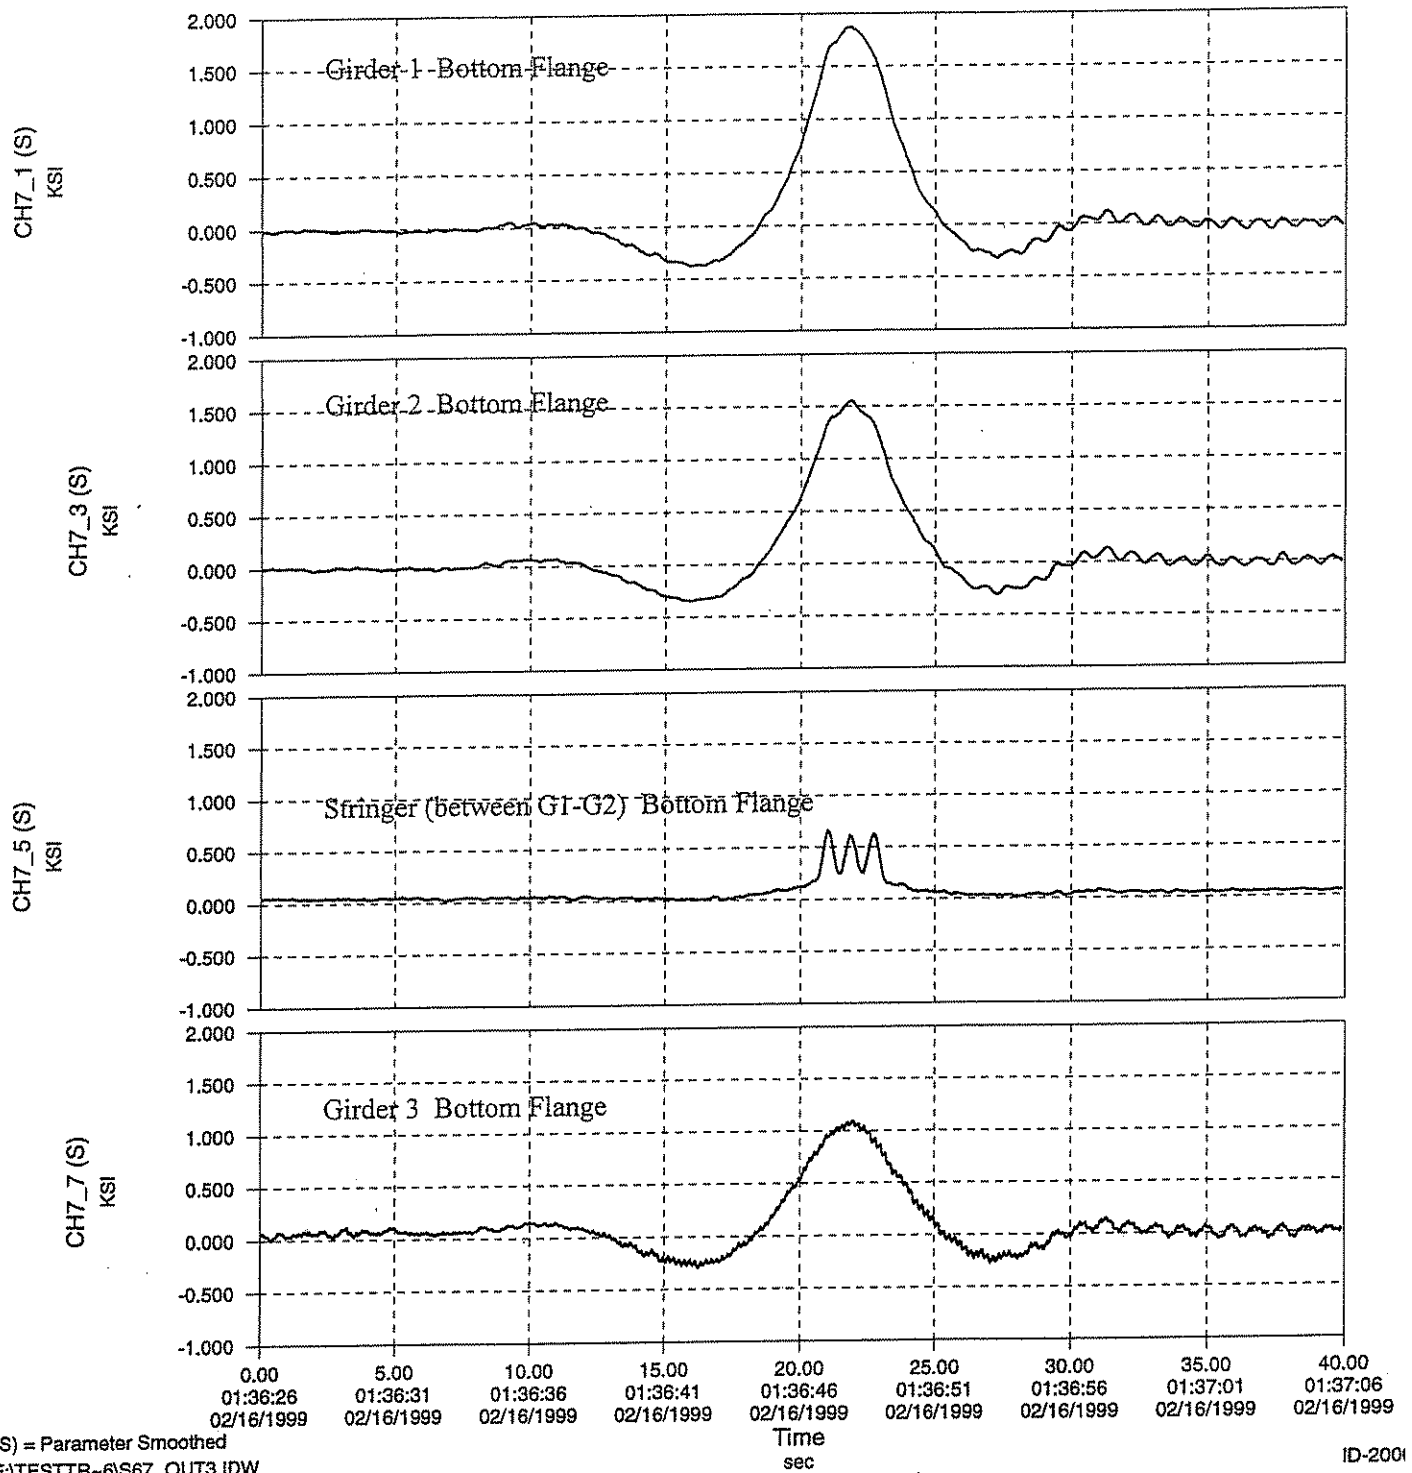 2.000
1.500
1.000
0.500
0.000
-0.500
-1.000
CH7_1 (S)
KSI
Girder 1 Bottom Flange
2.000
1.500
1.000
0.500
0.000
-0.500
-1.000
CH7_3 (S)
KSI
Girder 2 Bottom Flange
2.000
1.500
1.000
0.500
0.000
-0.500
-1.000
CH7_5 (S)
KSI
Stringer (between G1-G2) Bottom Flange
2.000
1.500
1.000
0.500
0.000
-0.500
-1.000
CH7_7 (S)
KSI
Girder 3 Bottom Flange
0.00 5.00 10.00 15.00 20.00 25.00 30.00 35.00 40.00
01:36:26 01:36:31 01:36:36 01:36:41 01:36:46 01:36:51 01:36:56 01:37:01 01:37:06
02/16/1999 02/16/1999 02/16/1999 02/16/1999 02/16/1999 02/16/1999 02/16/1999 02/16/1999 02/16/1999
Time
sec
S) = Parameter Smoothed
ID-200